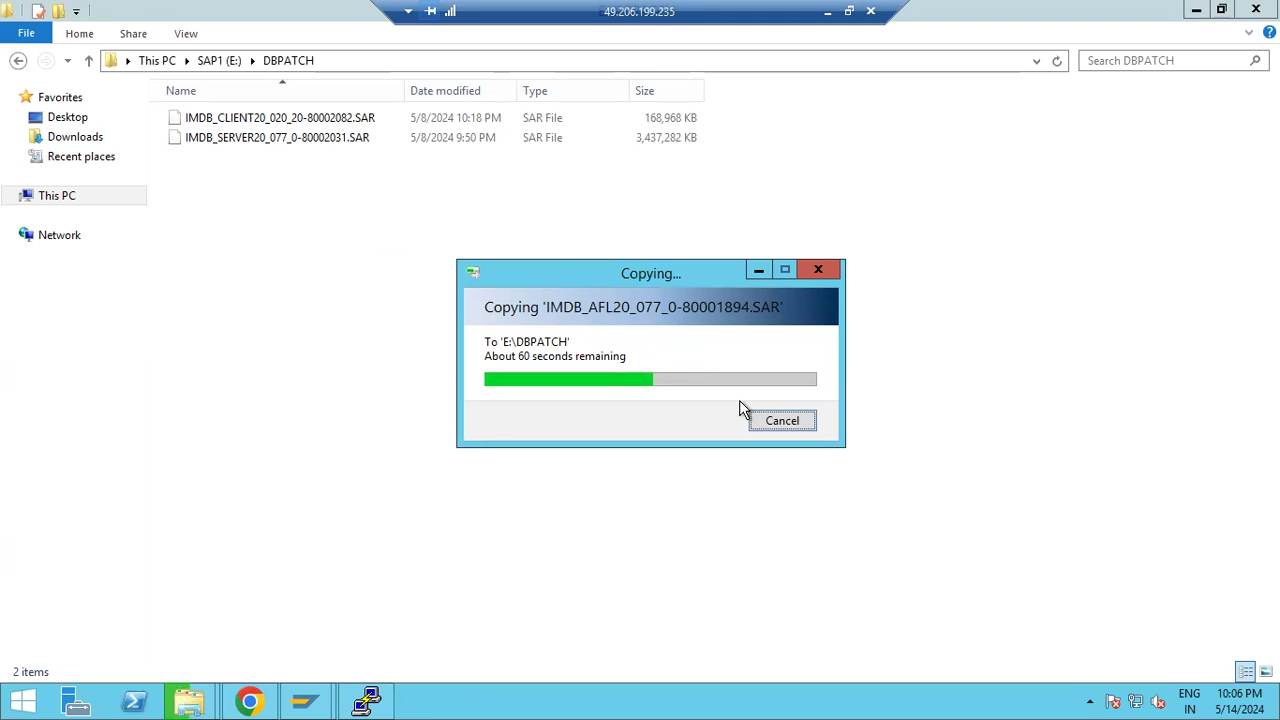 49.206.199.235
File Home Share View
This PC SAP1 (E:) DBPATCH
Search DBPATCH
Name Date modified Type Size
Favorites
Desktop
Downloads
Recent places
This PC
Network
IMDB_CLIENT20_020_20-80002082.SAR 5/8/2024 10:18 PM SAR File 168,968 KB
IMDB_SERVER20_077_0-80002031.SAR 5/8/2024 9:50 PM SAR File 3,437,282 KB
Copying...
Copying 'IMDB_AFL20_077_0-80001894.SAR'
To 'E:\DBPATCH'
About 60 seconds remaining
Cancel
2 items
ENG
IN
10:06 PM
5/14/2024